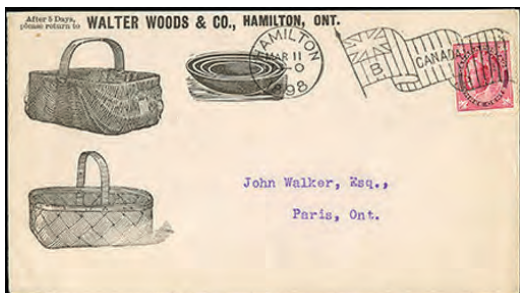 After 5 Days,
please return to
WALTER WOODS & CO., HAMILTON, ONT.
HAMILTON
MAR 11
O
98
B
CANADA
John Walker, Esq.,
Paris, Ont.